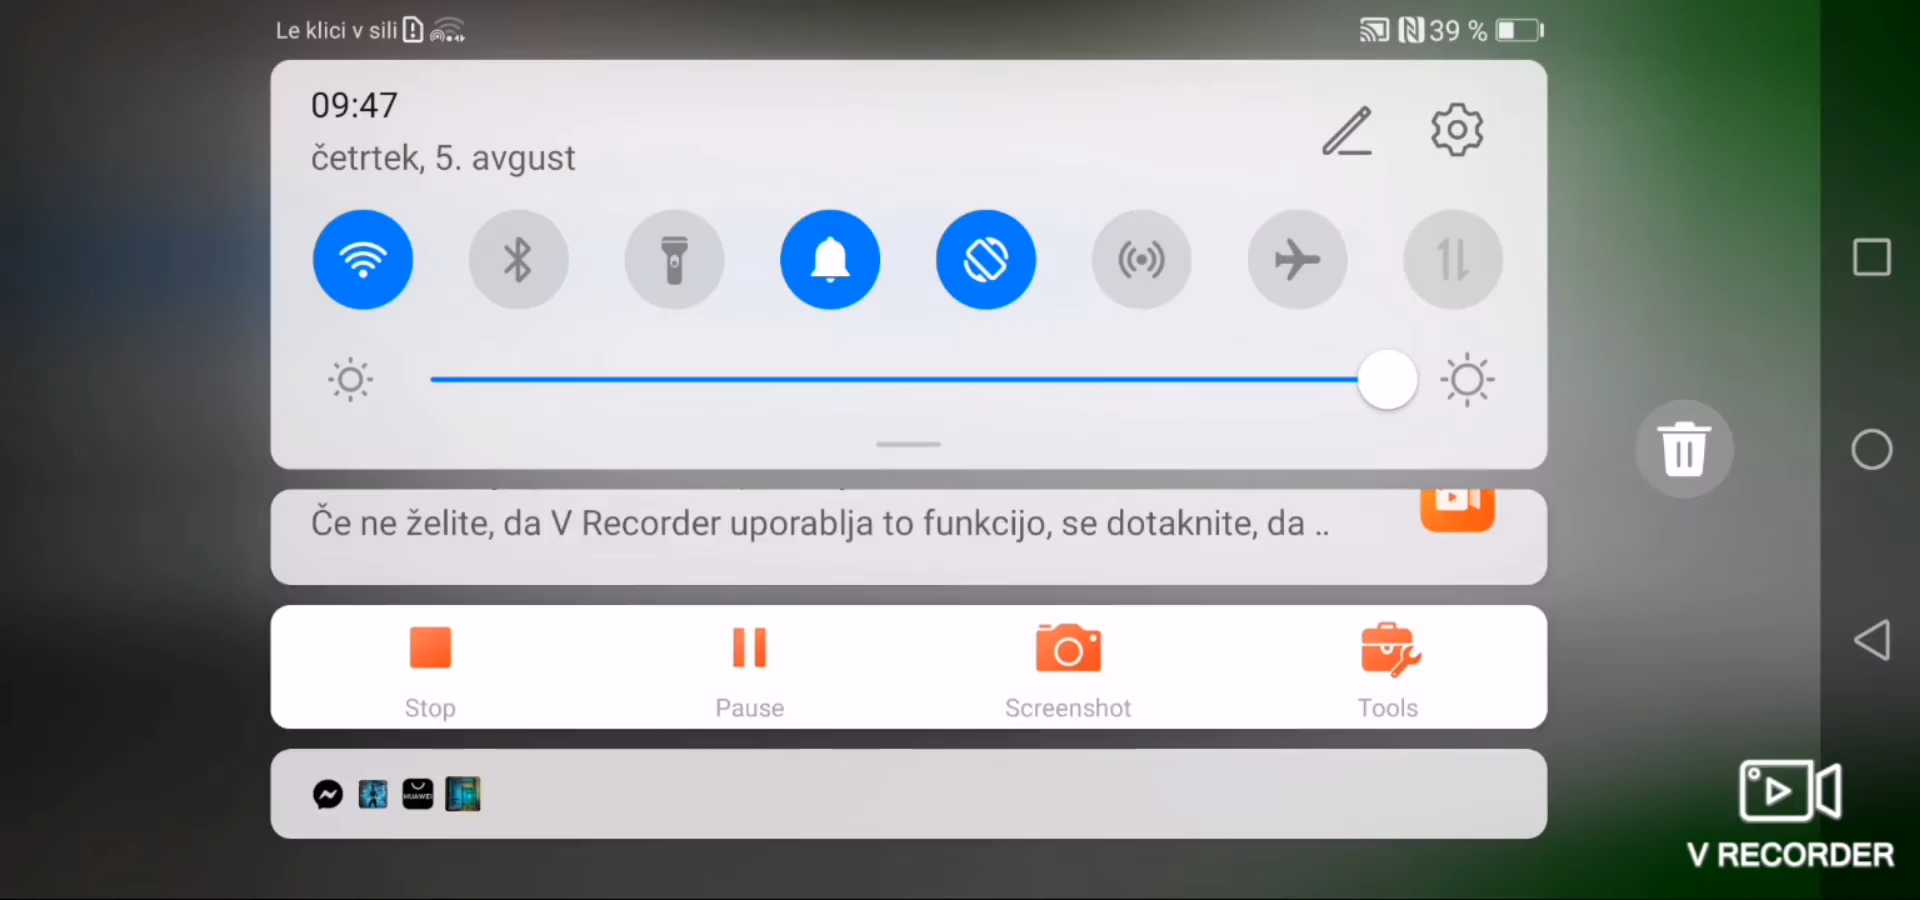 Le klici v sili
39 %
09:47
četrtek, 5. avgust
Če ne želite, da V Recorder uporablja to funkcijo, se dotaknite, da ..
Stop
Pause
Screenshot
Tools
HUAWEI
V RECORDER